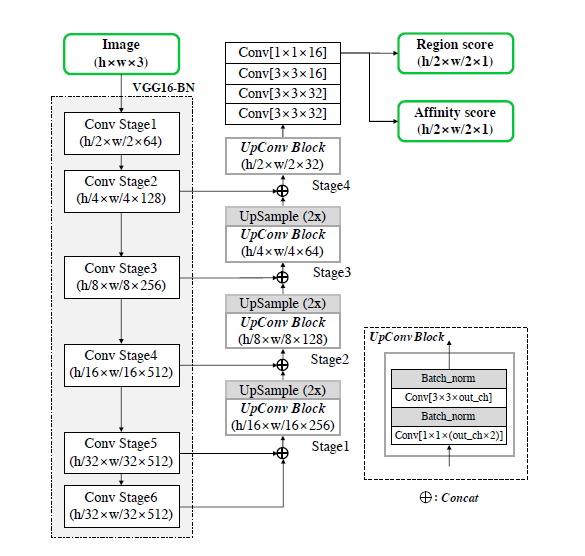 Image
(h×w×3)
VGG16-BN
Conv Stage1
(h/2×w/2×64)
Conv Stage2
(h/4×w/4×128)
Conv Stage3
(h/8×w/8×256)
Conv Stage4
(h/16×w/16×512)
Conv Stage5
(h/32×w/32×512)
Conv Stage6
(h/32×w/32×512)
Conv[1×1×16]
Conv[3×3×16]
Conv[3×3×32]
Conv[3×3×32]
UpConv Block
(h/2×w/2×32)
Stage4
UpSample (2x)
UpConv Block
(h/4×w/4×64)
Stage3
UpSample (2x)
UpConv Block
(h/8×w/8×128)
Stage2
UpSample (2x)
UpConv Block
(h/16×w/16×256)
Stage1
Region score
(h/2×w/2×1)
Affinity score
(h/2×w/2×1)
UpConv Block
Batch_norm
Conv[3×3×out_ch]
Batch_norm
Conv[1×1×(out_ch×2)]
⊕: Concat